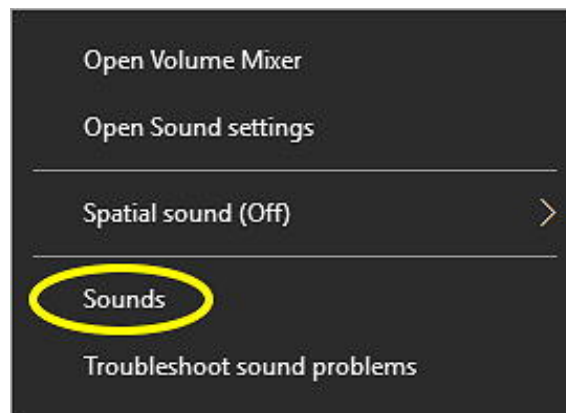 Open Volume Mixer
Open Sound settings
Spatial sound (Off)
Sounds
Troubleshoot sound problems